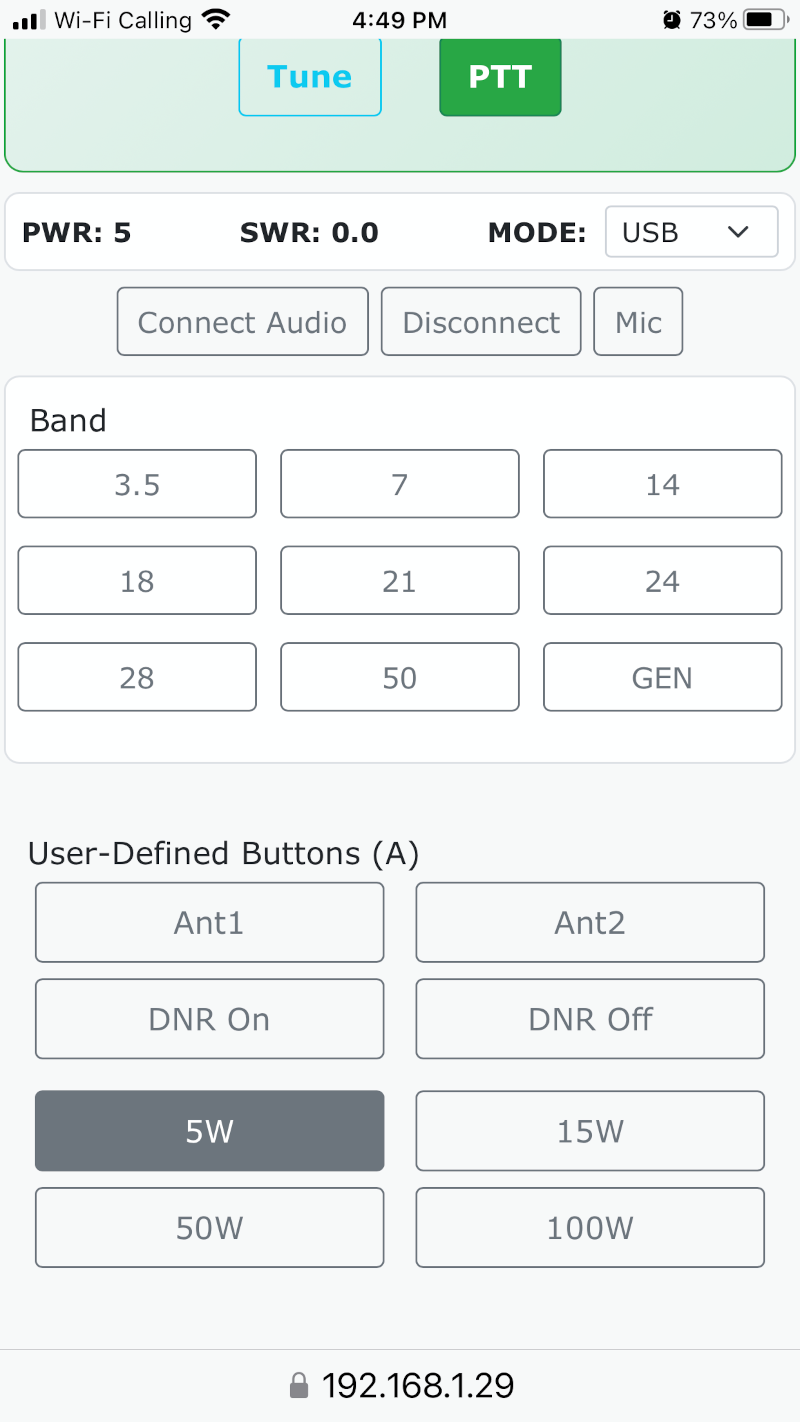 Wi-Fi Calling 4:49 PM 73%
Tune PTT
PWR: 5 SWR: 0.0 MODE: USB
Connect Audio Disconnect Mic
Band
3.5 7 14
18 21 24
28 50 GEN
User-Defined Buttons (A)
Ant1 Ant2
DNR On DNR Off
5W 15W
50W 100W
192.168.1.29